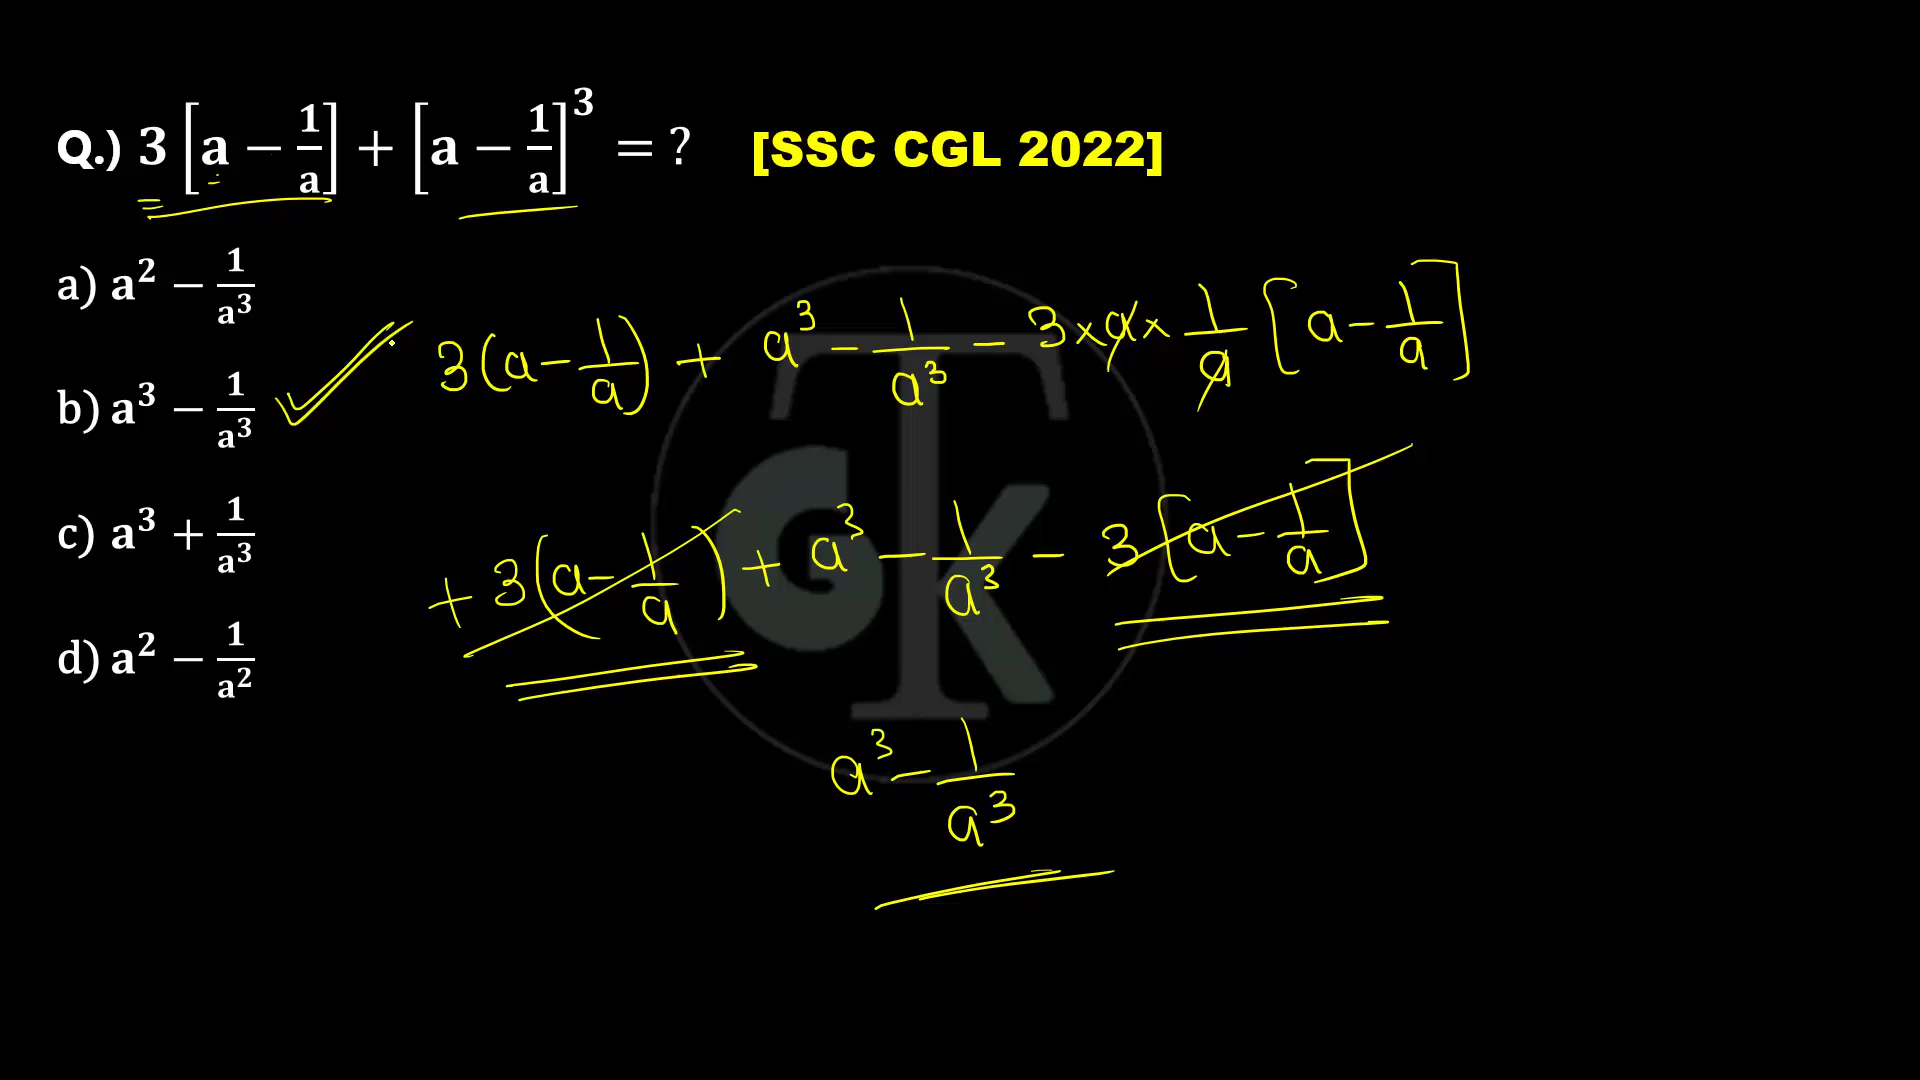 Q.) 3 [a − 1/a] + [a − 1/a]³ = ? [SSC CGL 2022]
a) a² − 1/a³
b) a³ − 1/a³
c) a³ + 1/a³
d) a² − 1/a²
3(a − 1/a) + a³ − 1/a³ − 3×a×1/a [a − 1/a]
+ 3(a − 1/a) + a³ − 1/a³ − 3[a − 1/a]
a³ − 1/a³
GTK